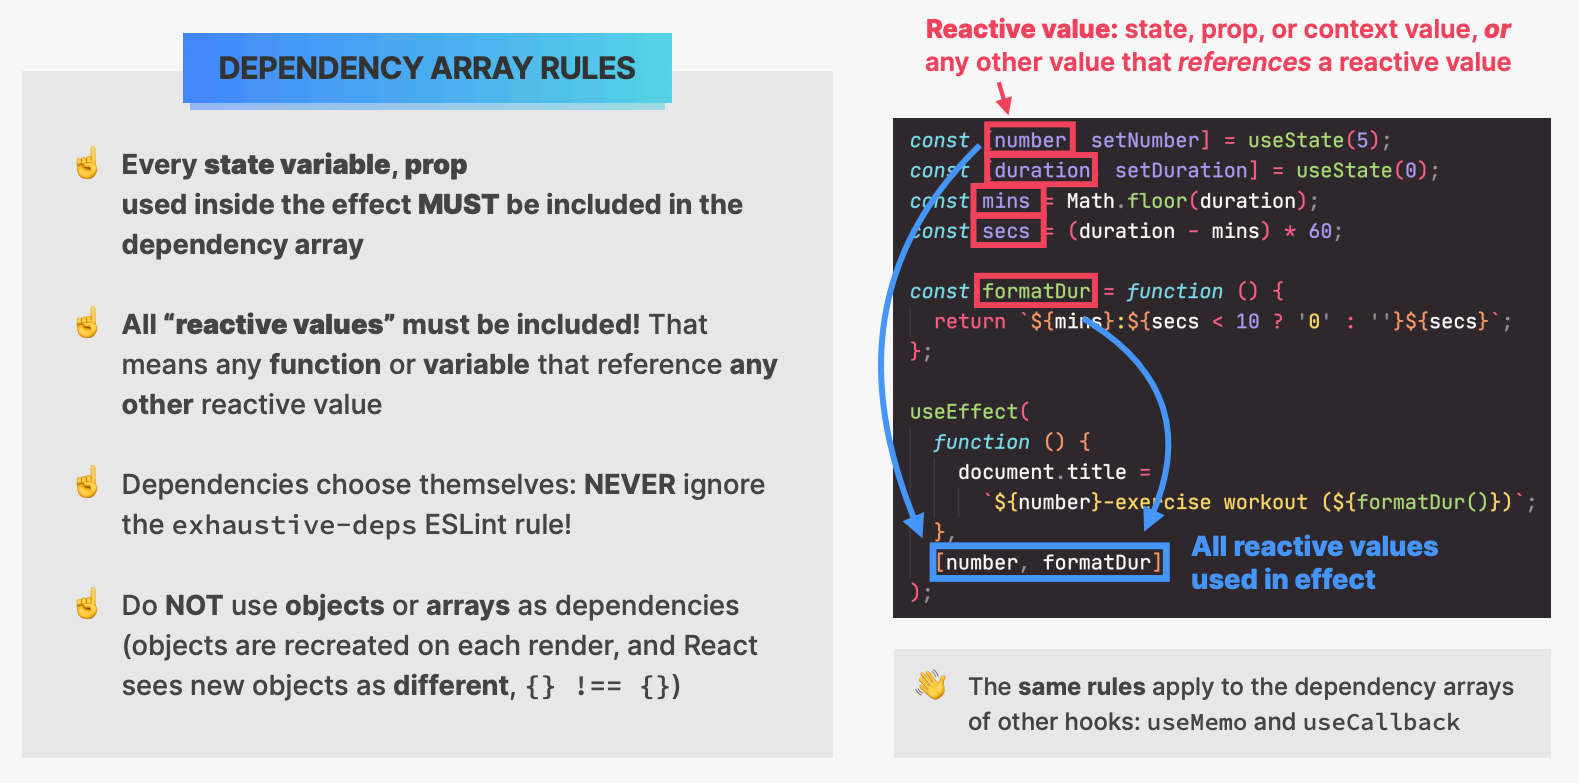 DEPENDENCY ARRAY RULES
☝️ Every state variable, prop
used inside the effect MUST be included in the
dependency array
☝️ All “reactive values” must be included! That
means any function or variable that reference any
other reactive value
☝️ Dependencies choose themselves: NEVER ignore
the exhaustive-deps ESLint rule!
☝️ Do NOT use objects or arrays as dependencies
(objects are recreated on each render, and React
sees new objects as different, {} !== {})
Reactive value: state, prop, or context value, or
any other value that references a reactive value
const [number, setNumber] = useState(5);
const [duration, setDuration] = useState(0);
const mins = Math.floor(duration);
const secs = (duration - mins) * 60;
const formatDur = function () {
return `${mins}:${secs < 10 ? '0' : ''}${secs}`;
};
useEffect(
function () {
document.title =
`${number}-exercise workout (${formatDur()})`;
},
[number, formatDur]
);
All reactive values
used in effect
👋 The same rules apply to the dependency arrays
of other hooks: useMemo and useCallback